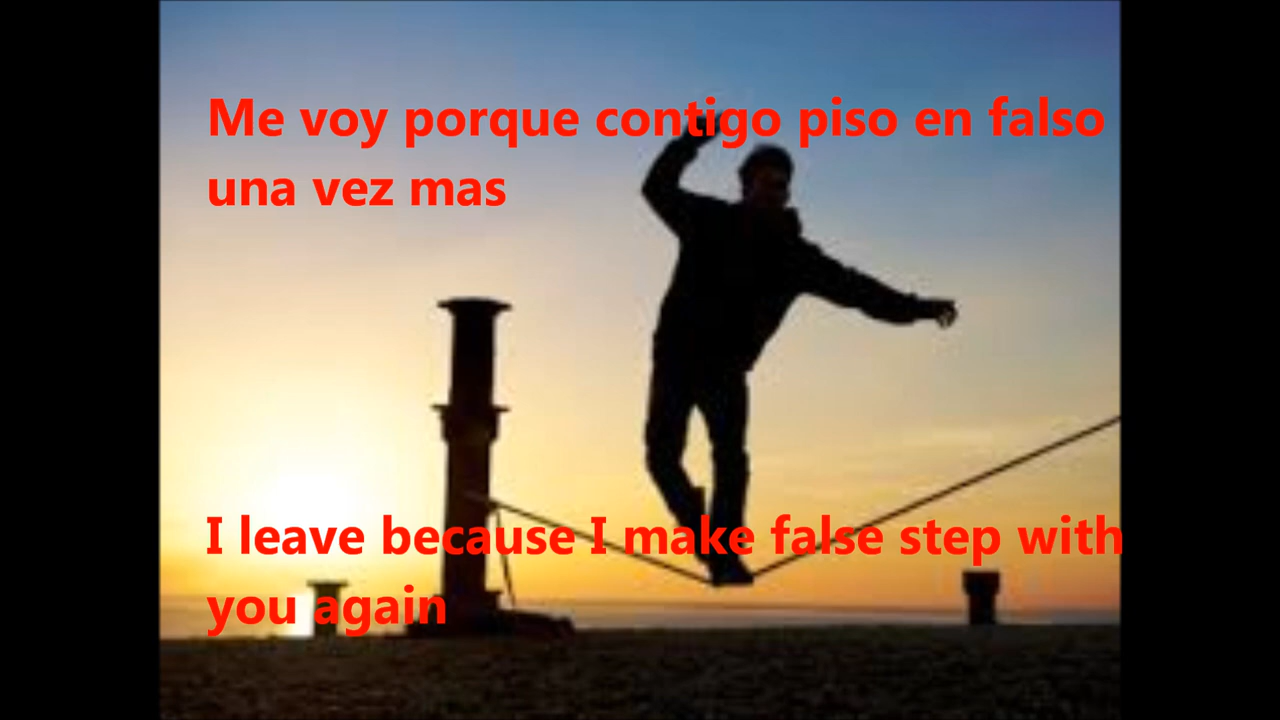 Me voy porque contigo piso en falso
una vez mas
I leave because I make false step with
you again